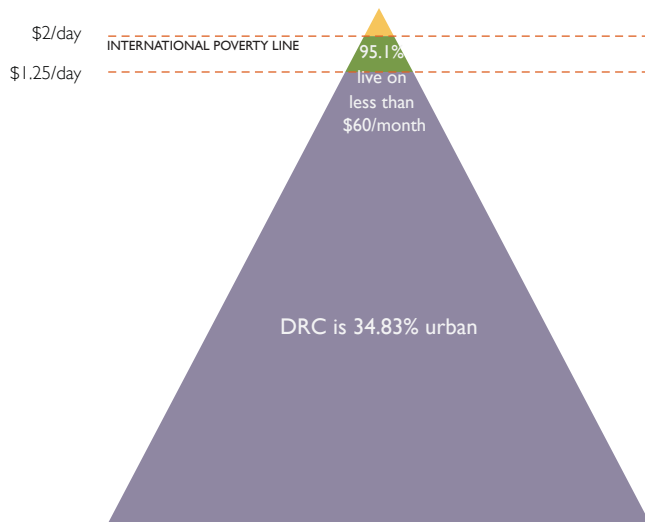 $2/day
INTERNATIONAL POVERTY LINE
$1.25/day
95.1%
live on
less than
$60/month
DRC is 34.83% urban